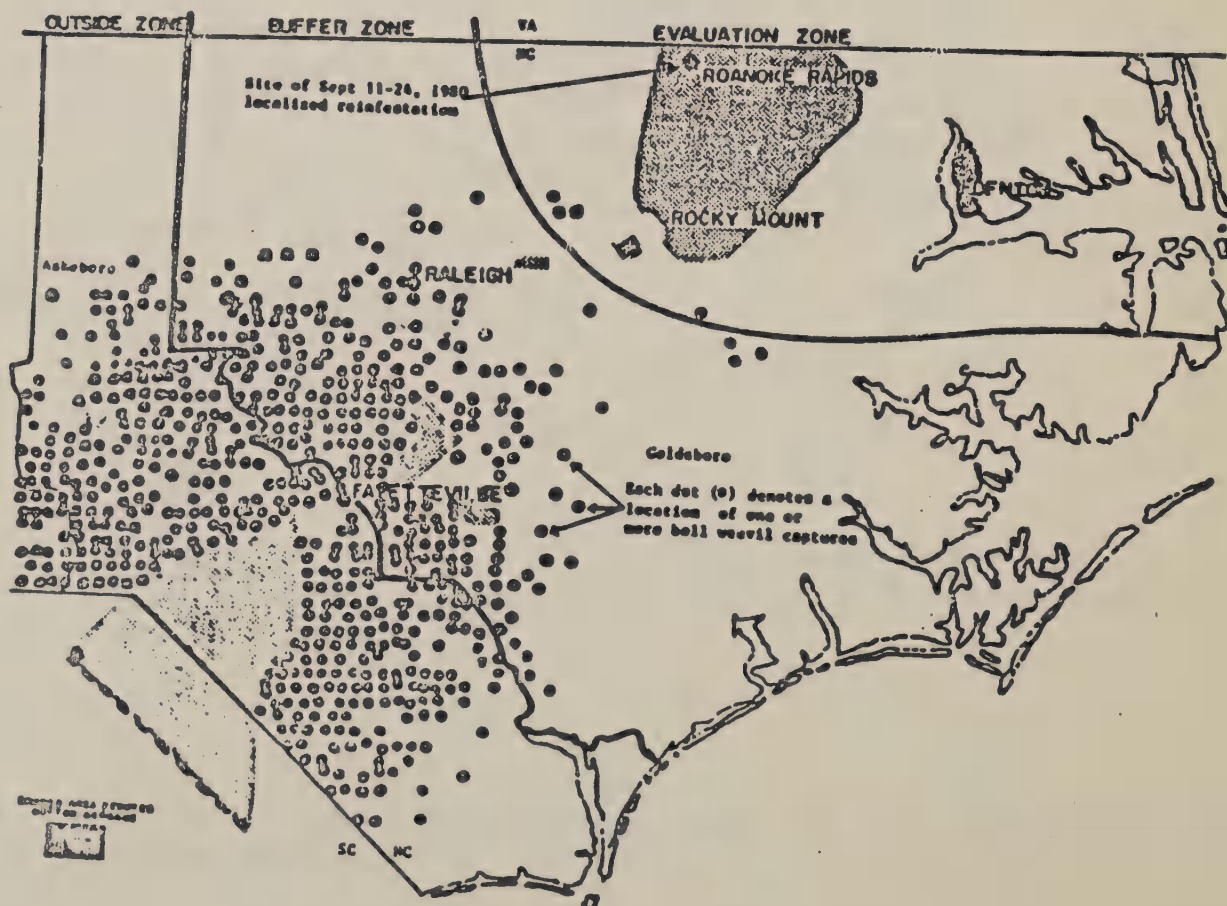 OUTSIDE ZONE
BUFFER ZONE
VA
NC
EVALUATION ZONE
ROANOKE RAPIDS
Site of Sept 11-24, 1980
localized reinfestation
ROCKY MOUNT
Asheboro
RALEIGH
Goldsboro
Each dot (●) denotes a
location of one or
more boll weevil captures
SC
NC